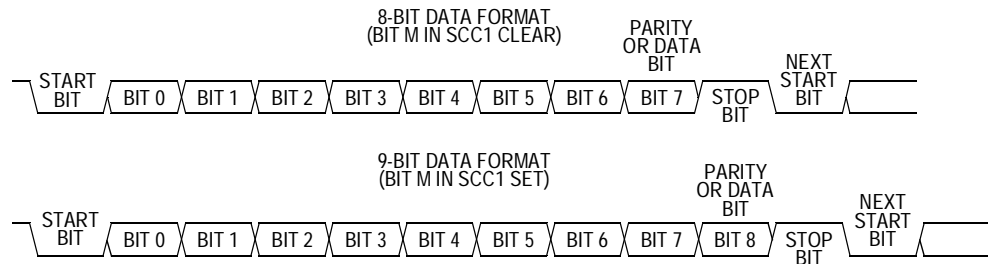 8-BIT DATA FORMAT
(BIT M IN SCC1 CLEAR)
PARITY
OR DATA
BIT
START
BIT
BIT 0
BIT 1
BIT 2
BIT 3
BIT 4
BIT 5
BIT 6
BIT 7
STOP
BIT
NEXT
START
BIT
9-BIT DATA FORMAT
(BIT M IN SCC1 SET)
PARITY
OR DATA
BIT
START
BIT
BIT 0
BIT 1
BIT 2
BIT 3
BIT 4
BIT 5
BIT 6
BIT 7
BIT 8
STOP
BIT
NEXT
START
BIT